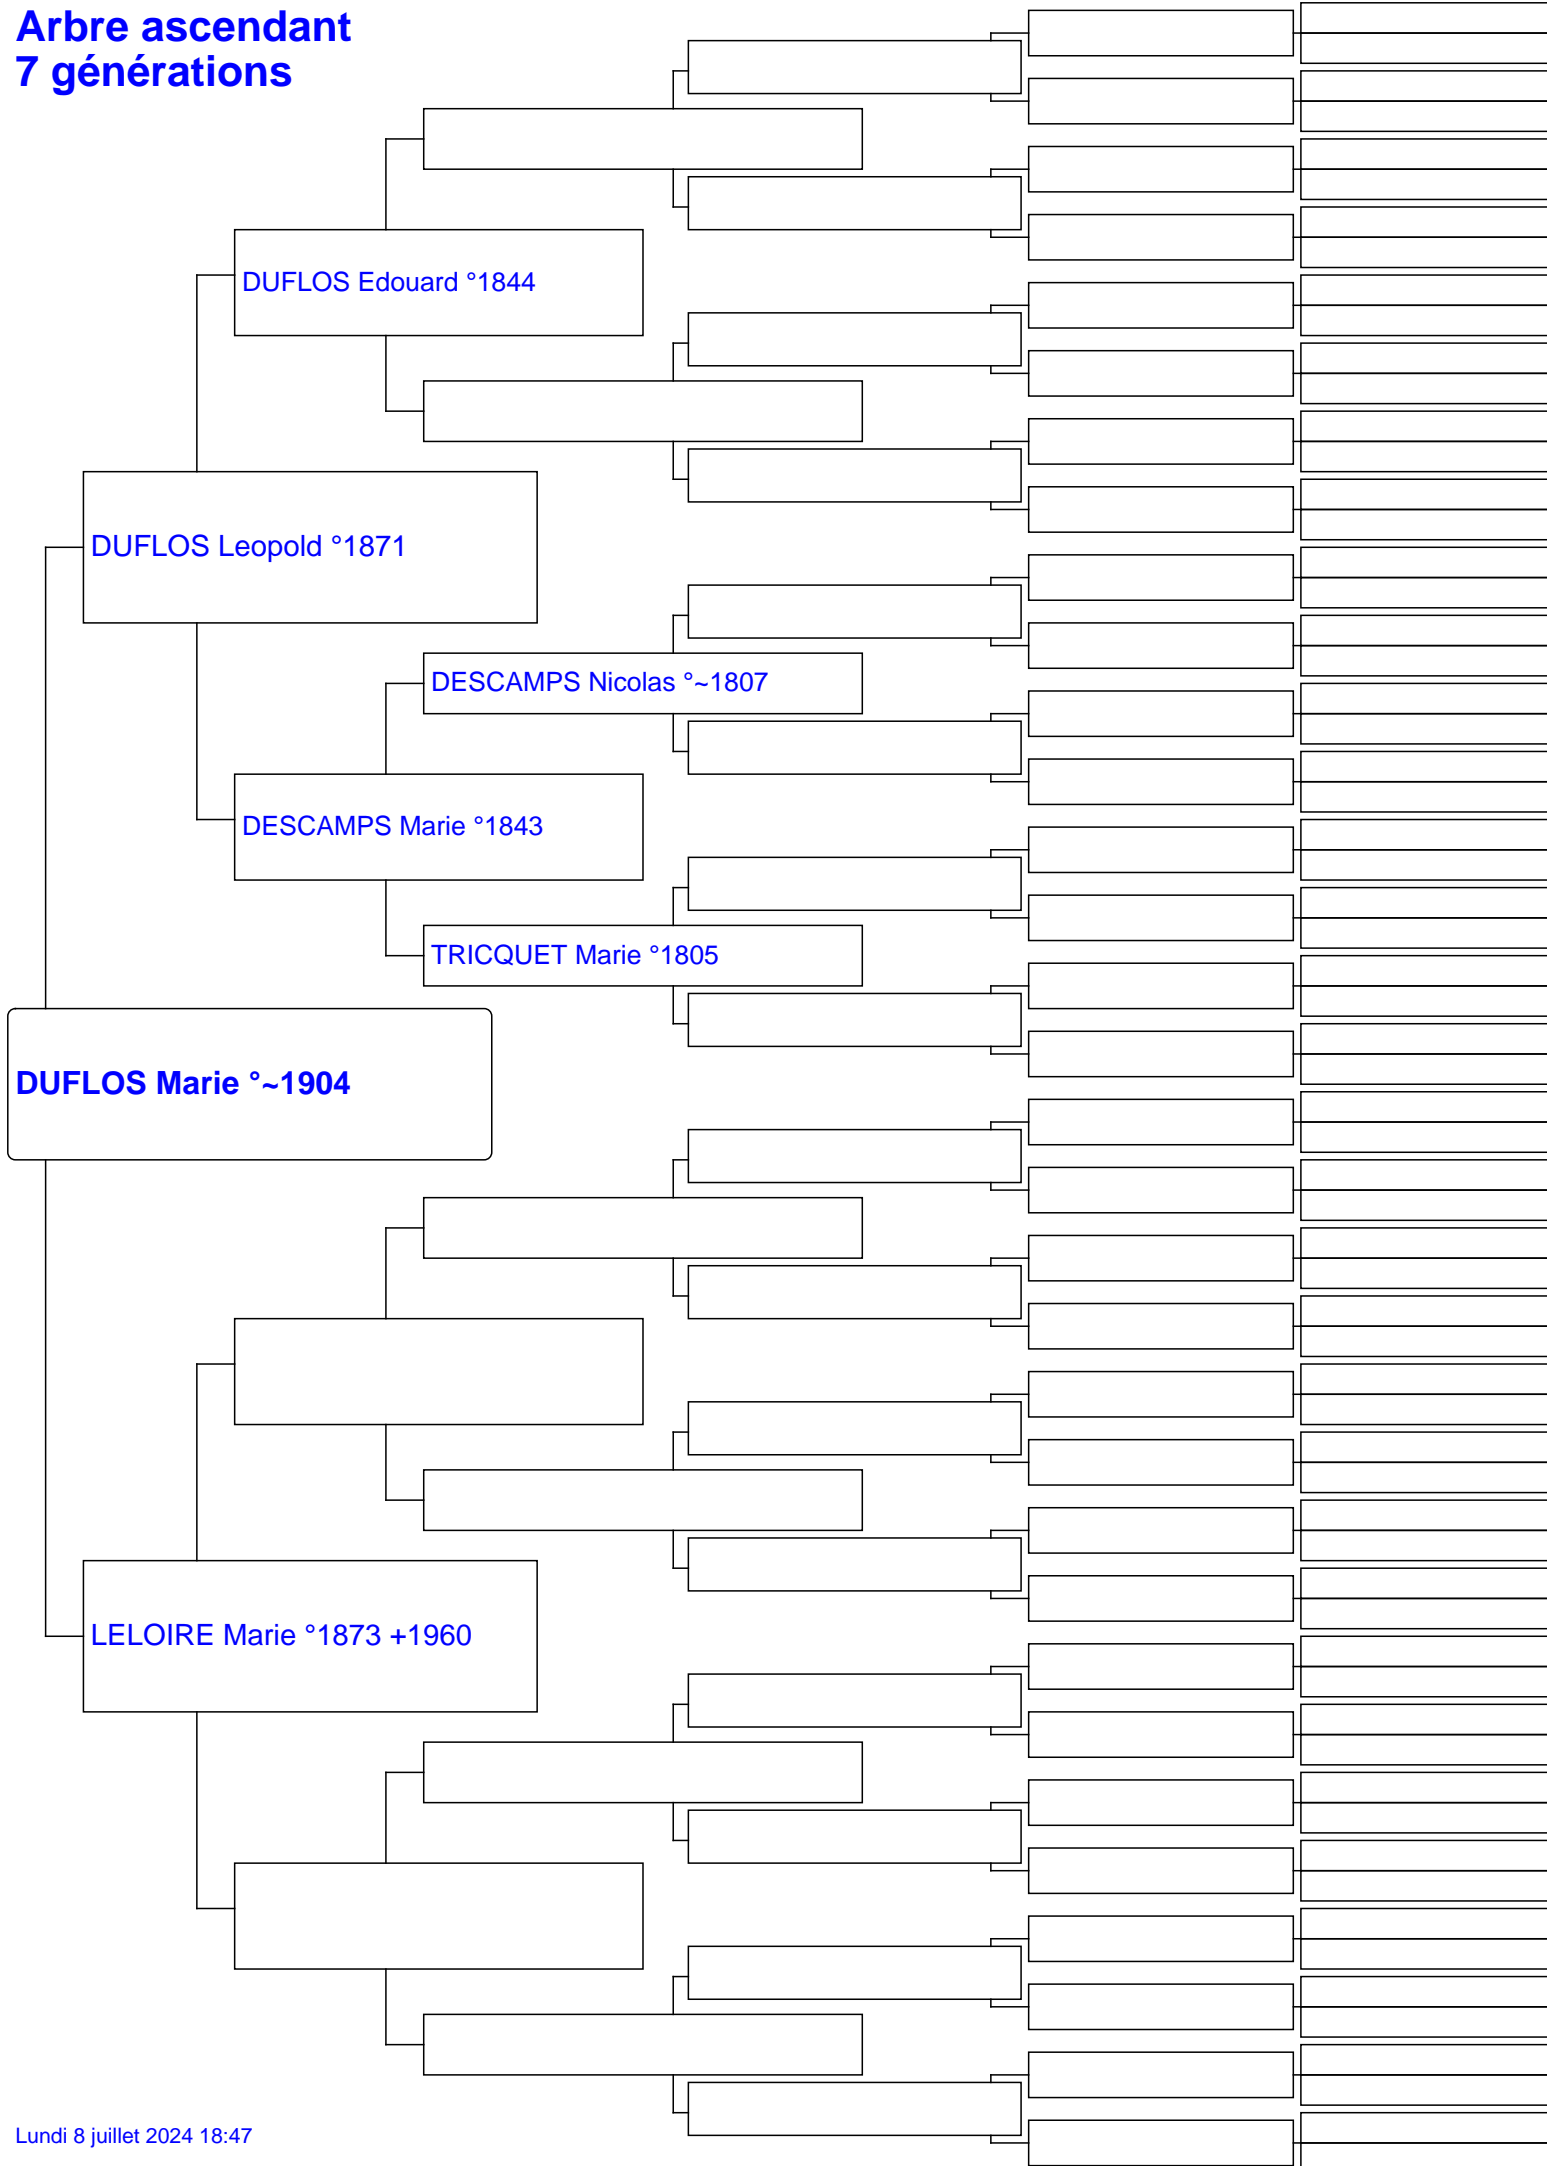 Arbre ascendant
7 générations
DUFLOS Edouard °1844
DUFLOS Leopold °1871
DESCAMPS Nicolas °~1807
DESCAMPS Marie °1843
TRICQUET Marie °1805
DUFLOS Marie °~1904
LELOIRE Marie °1873 +1960
Lundi 8 juillet 2024 18:47